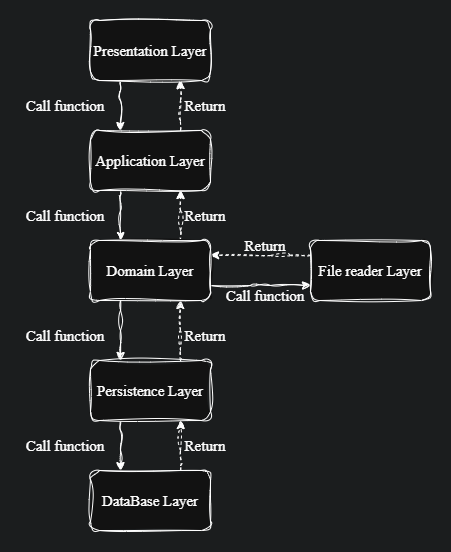 Presentation Layer
Call function
Return
Application Layer
Call function
Return
Domain Layer
Return
Call function
File reader Layer
Call function
Return
Persistence Layer
Call function
Return
DataBase Layer